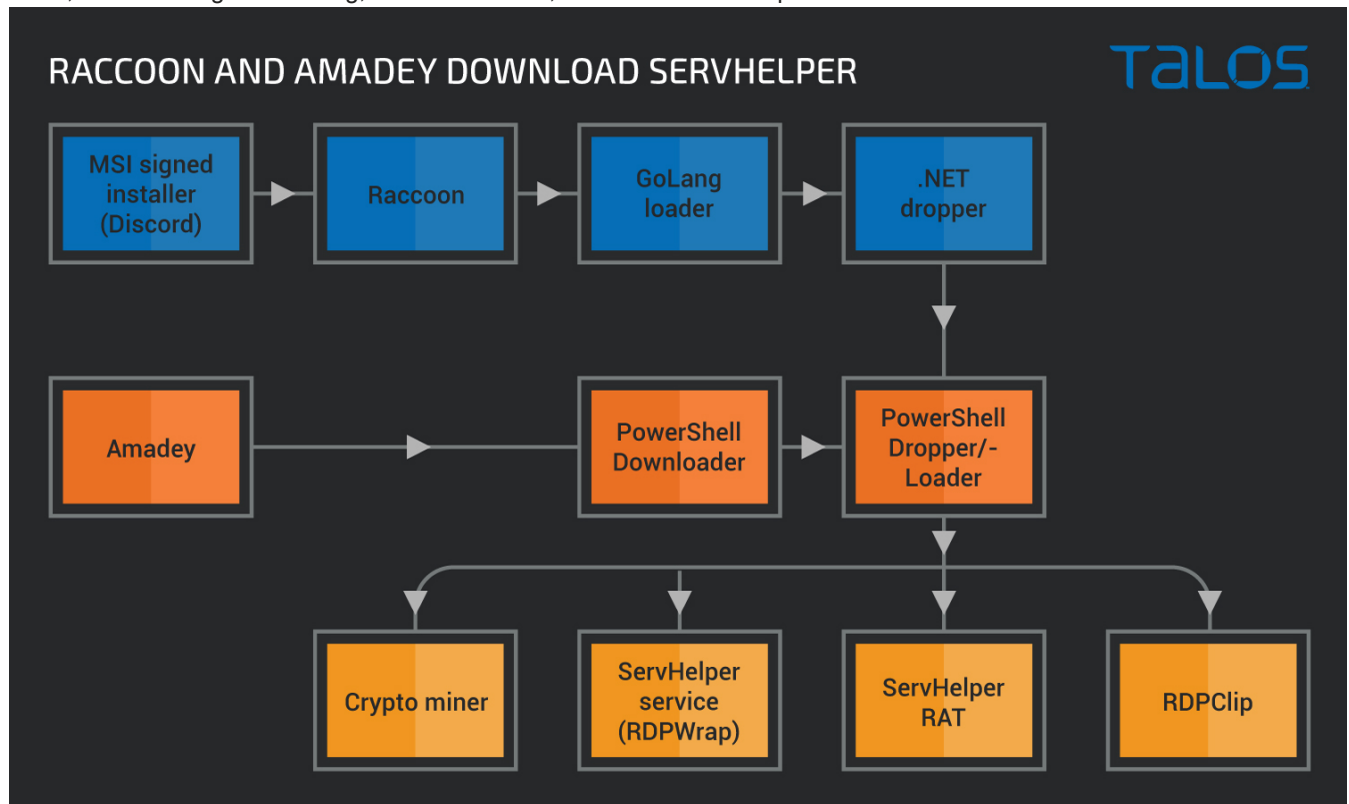 RACCOON AND AMADEY DOWNLOAD SERVHELPER
TALOS
MSI signed
installer
(Discord)
Raccoon
GoLang
loader
.NET
dropper
Amadey
PowerShell
Downloader
PowerShell
Dropper/-
Loader
Crypto miner
ServHelper
service
(RDPWrap)
ServHelper
RAT
RDPClip